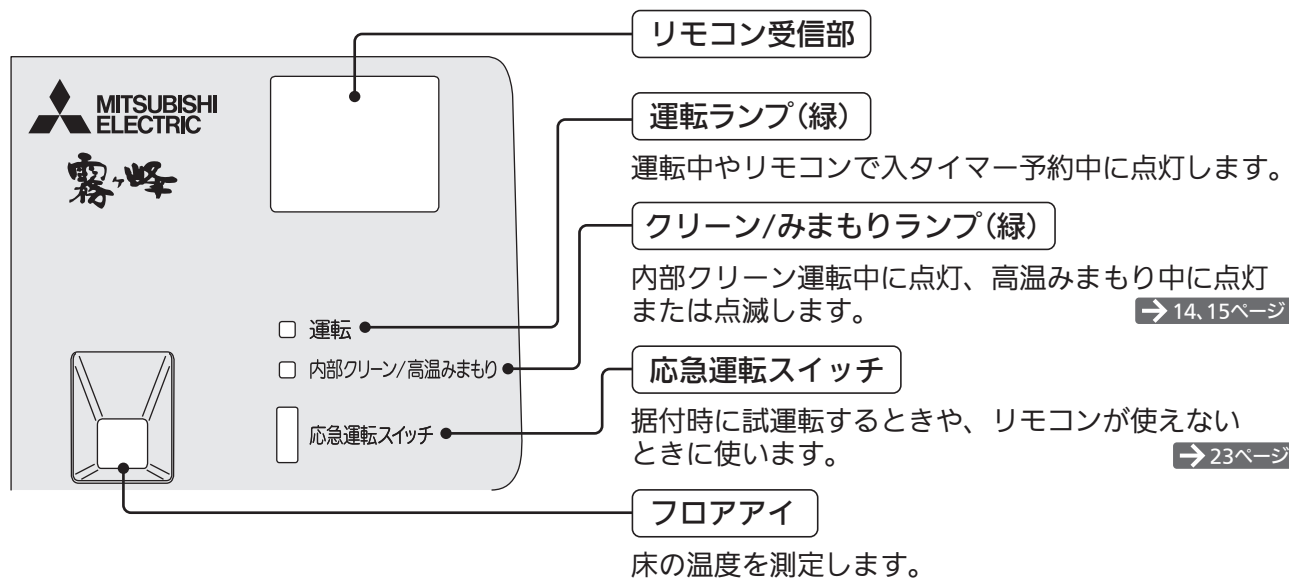 リモコン受信部
MITSUBISHI
ELECTRIC
霧ヶ峰
運転ランプ(緑)
運転中やリモコンで入タイマー予約中に点灯します。
クリーン/みまもりランプ(緑)
内部クリーン運転中に点灯、高温みまもり中に点灯
または点滅します。
→14、15ページ
運転
内部クリーン/高温みまもり
応急運転スイッチ
応急運転スイッチ
据付時に試運転するときや、リモコンが使えない
ときに使います。
→23ページ
フロアアイ
床の温度を測定します。